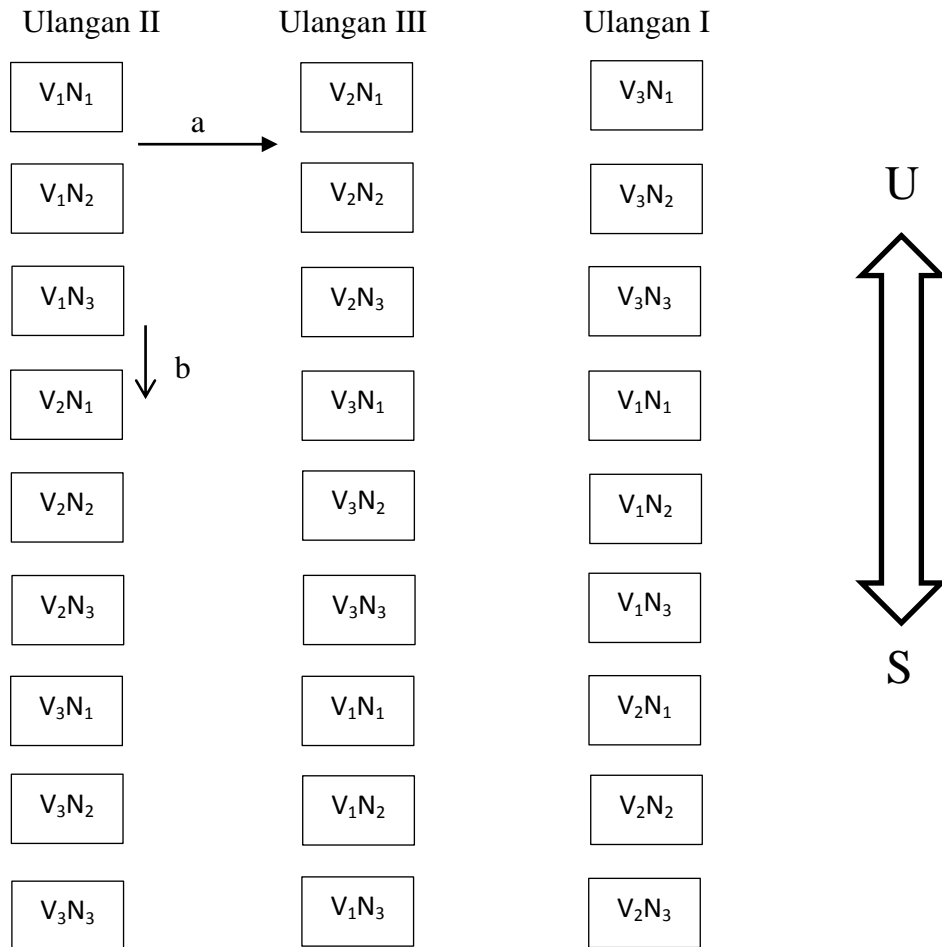 Ulangan II Ulangan III Ulangan I
V₁N₁ V₂N₁ V₃N₁
a
V₁N₂ V₂N₂ V₃N₂
U
V₁N₃ V₂N₃ V₃N₃
b
V₂N₁ V₃N₁ V₁N₁
V₂N₂ V₃N₂ V₁N₂
V₂N₃ V₃N₃ V₁N₃
S
V₃N₁ V₁N₁ V₂N₁
V₃N₂ V₁N₂ V₂N₂
V₃N₃ V₁N₃ V₂N₃